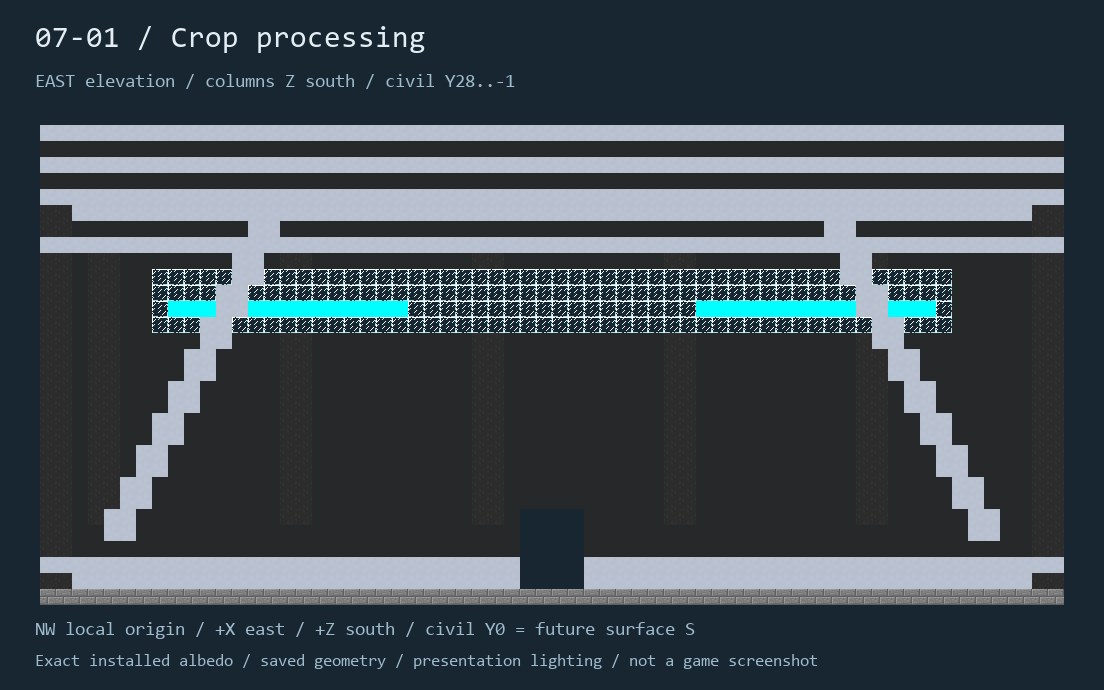 07-01 / Crop processing
EAST elevation / columns Z south / civil Y28..-1
NW local origin / +X east / +Z south / civil Y0 = future surface S
Exact installed albedo / saved geometry / presentation lighting / not a game screenshot